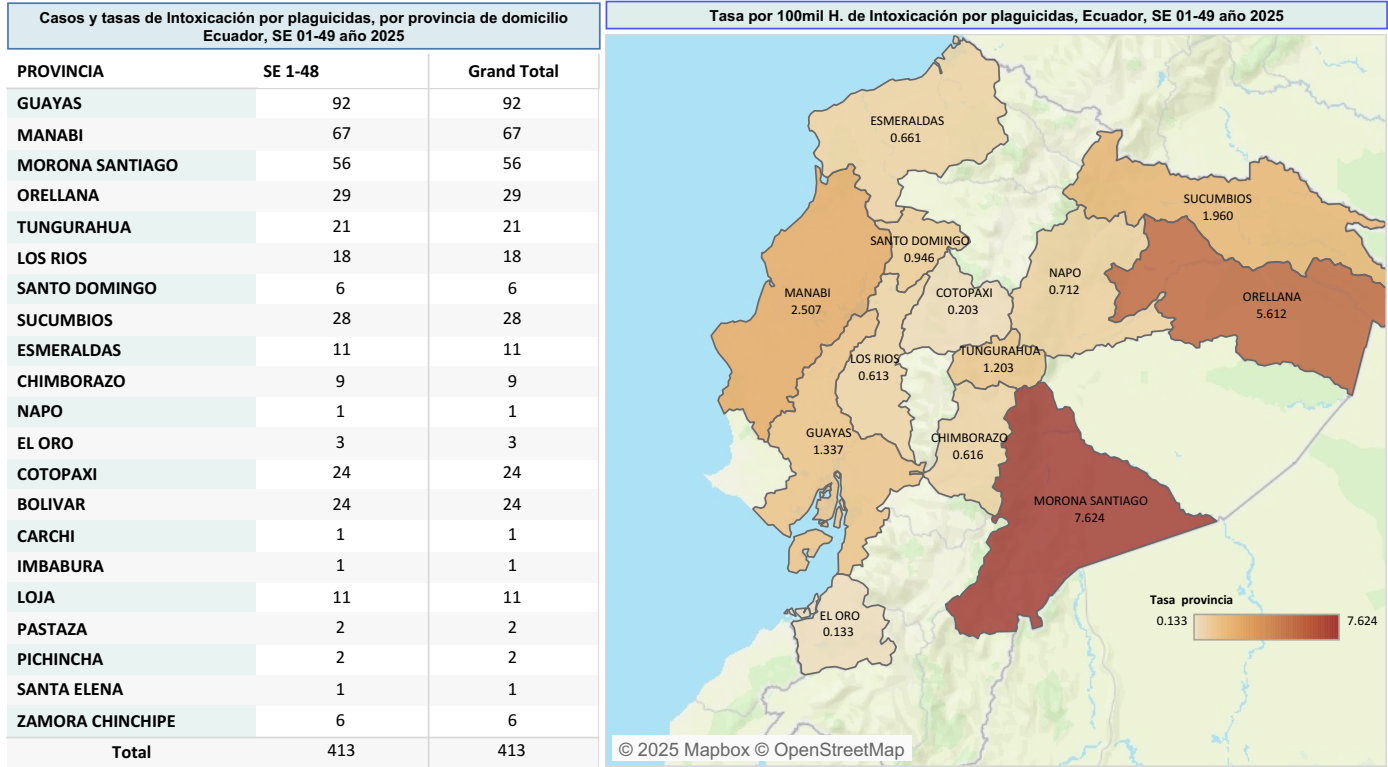 Casos y tasas de Intoxicación por plaguicidas, por provincia de domicilio
Ecuador, SE 01-49 año 2025
PROVINCIA SE 1-48 Grand Total
GUAYAS 92 92
MANABI 67 67
MORONA SANTIAGO 56 56
ORELLANA 29 29
TUNGURAHUA 21 21
LOS RIOS 18 18
SANTO DOMINGO 6 6
SUCUMBIOS 28 28
ESMERALDAS 11 11
CHIMBORAZO 9 9
NAPO 1 1
EL ORO 3 3
COTOPAXI 24 24
BOLIVAR 24 24
CARCHI 1 1
IMBABURA 1 1
LOJA 11 11
PASTAZA 2 2
PICHINCHA 2 2
SANTA ELENA 1 1
ZAMORA CHINCHIPE 6 6
Total 413 413
Tasa por 100mil H. de Intoxicación por plaguicidas, Ecuador, SE 01-49 año 2025
ESMERALDAS
0.661
SUCUMBIOS
1.960
SANTO DOMINGO
0.946
NAPO
0.712
MANABI
2.507
COTOPAXI
0.203
ORELLANA
5.612
LOS RIOS
0.613
TUNGURAHUA
1.203
GUAYAS
1.337
CHIMBORAZO
0.616
MORONA SANTIAGO
7.624
EL ORO
0.133
Tasa provincia
0.133 7.624
© 2025 Mapbox © OpenStreetMap